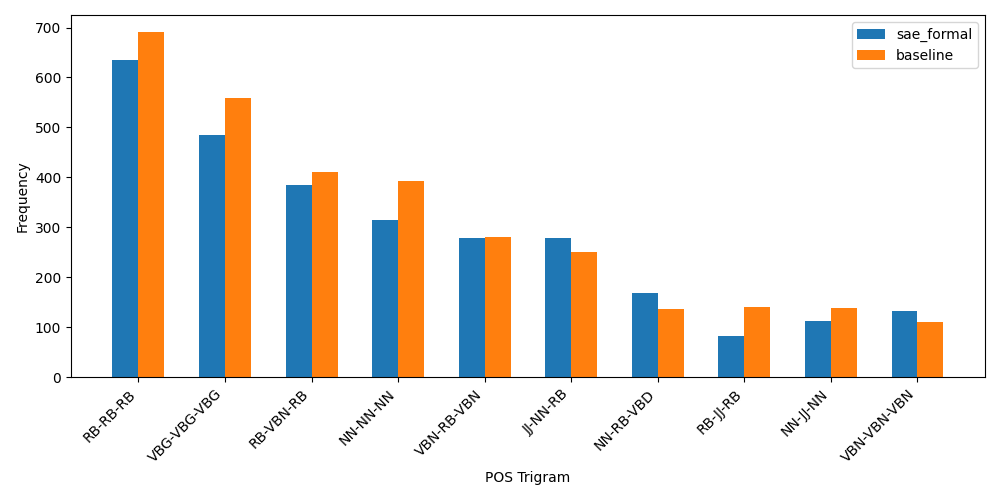 sae_formal
baseline
Frequency
700
600
500
400
300
200
100
0
RB-RB-RB
VBG-VBG-VBG
RB-VBN-RB
NN-NN-NN
VBN-RB-VBN
JJ-NN-RB
NN-RB-VBD
RB-JJ-RB
NN-JJ-NN
VBN-VBN-VBN
POS Trigram